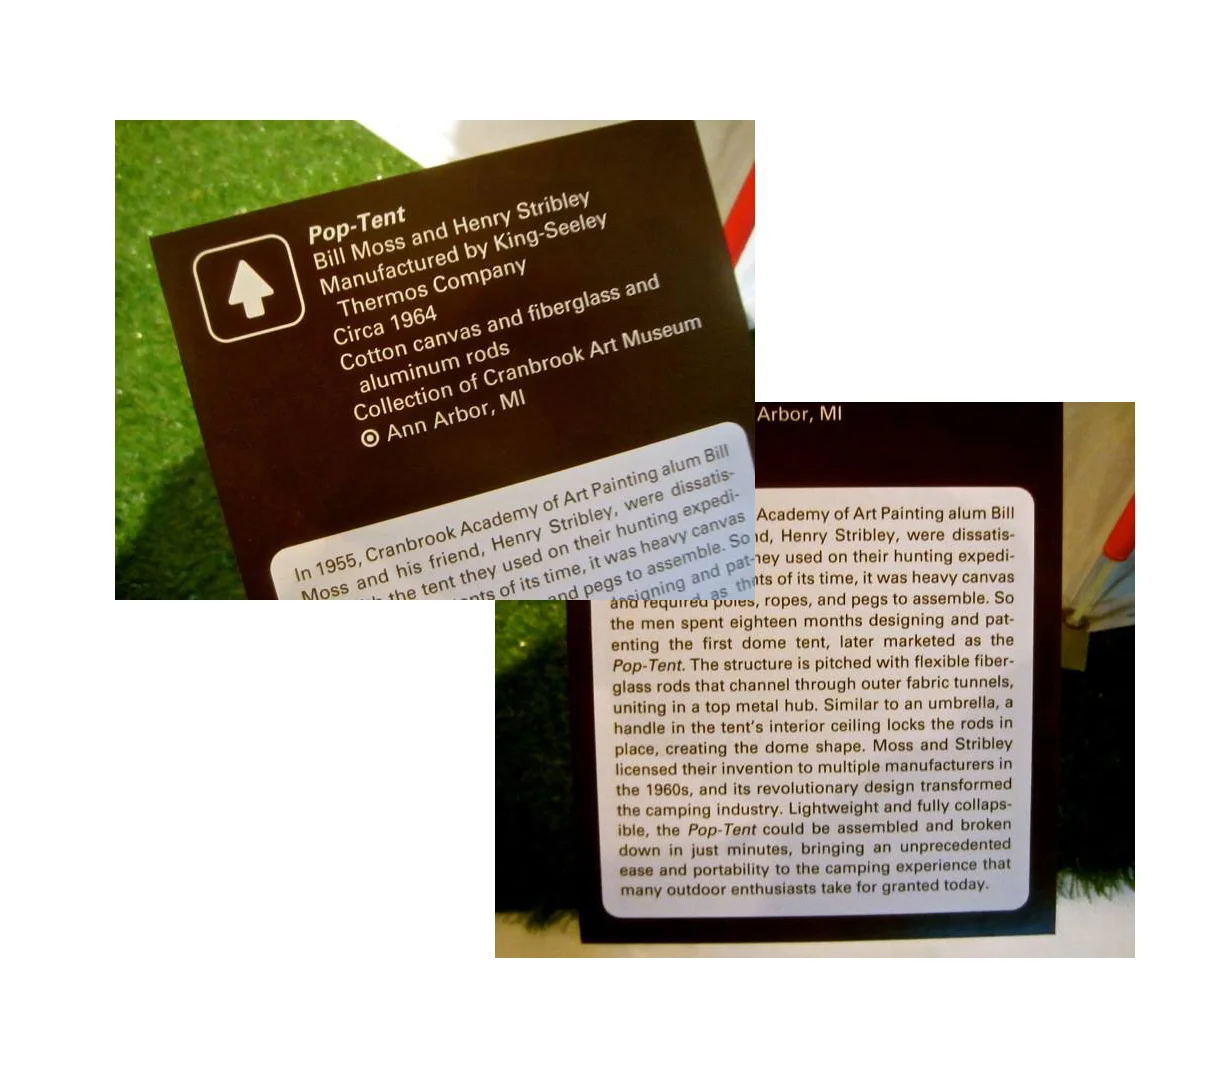 Pop-Tent
Bill Moss and Henry Stribley
Manufactured by King-Seeley
Thermos Company
Circa 1964
Cotton canvas and fiberglass and
aluminum rods
Collection of Cranbrook Art Museum
Ann Arbor, MI
In 1955, Cranbrook Academy of Art Painting alum Bill
Moss and his friend, Henry Stribley, were dissatis-
the tent they used on their hunting expedi-
of its time, it was heavy canvas
and pegs to assemble. So
designing and pat-
as
Arbor, MI
Academy of Art Painting alum Bill
Henry Stribley, were dissatis-
they used on their hunting expedi-
of its time, it was heavy canvas
and required poles, ropes, and pegs to assemble. So
the men spent eighteen months designing and pat-
enting the first dome tent, later marketed as the
Pop-Tent. The structure is pitched with flexible fiber-
glass rods that channel through outer fabric tunnels,
uniting in a top metal hub. Similar to an umbrella, a
handle in the tent's interior ceiling locks the rods in
place, creating the dome shape. Moss and Stribley
licensed their invention to multiple manufacturers in
the 1960s, and its revolutionary design transformed
the camping industry. Lightweight and fully collaps-
ible, the Pop-Tent could be assembled and broken
down in just minutes, bringing an unprecedented
ease and portability to the camping experience that
many outdoor enthusiasts take for granted today.